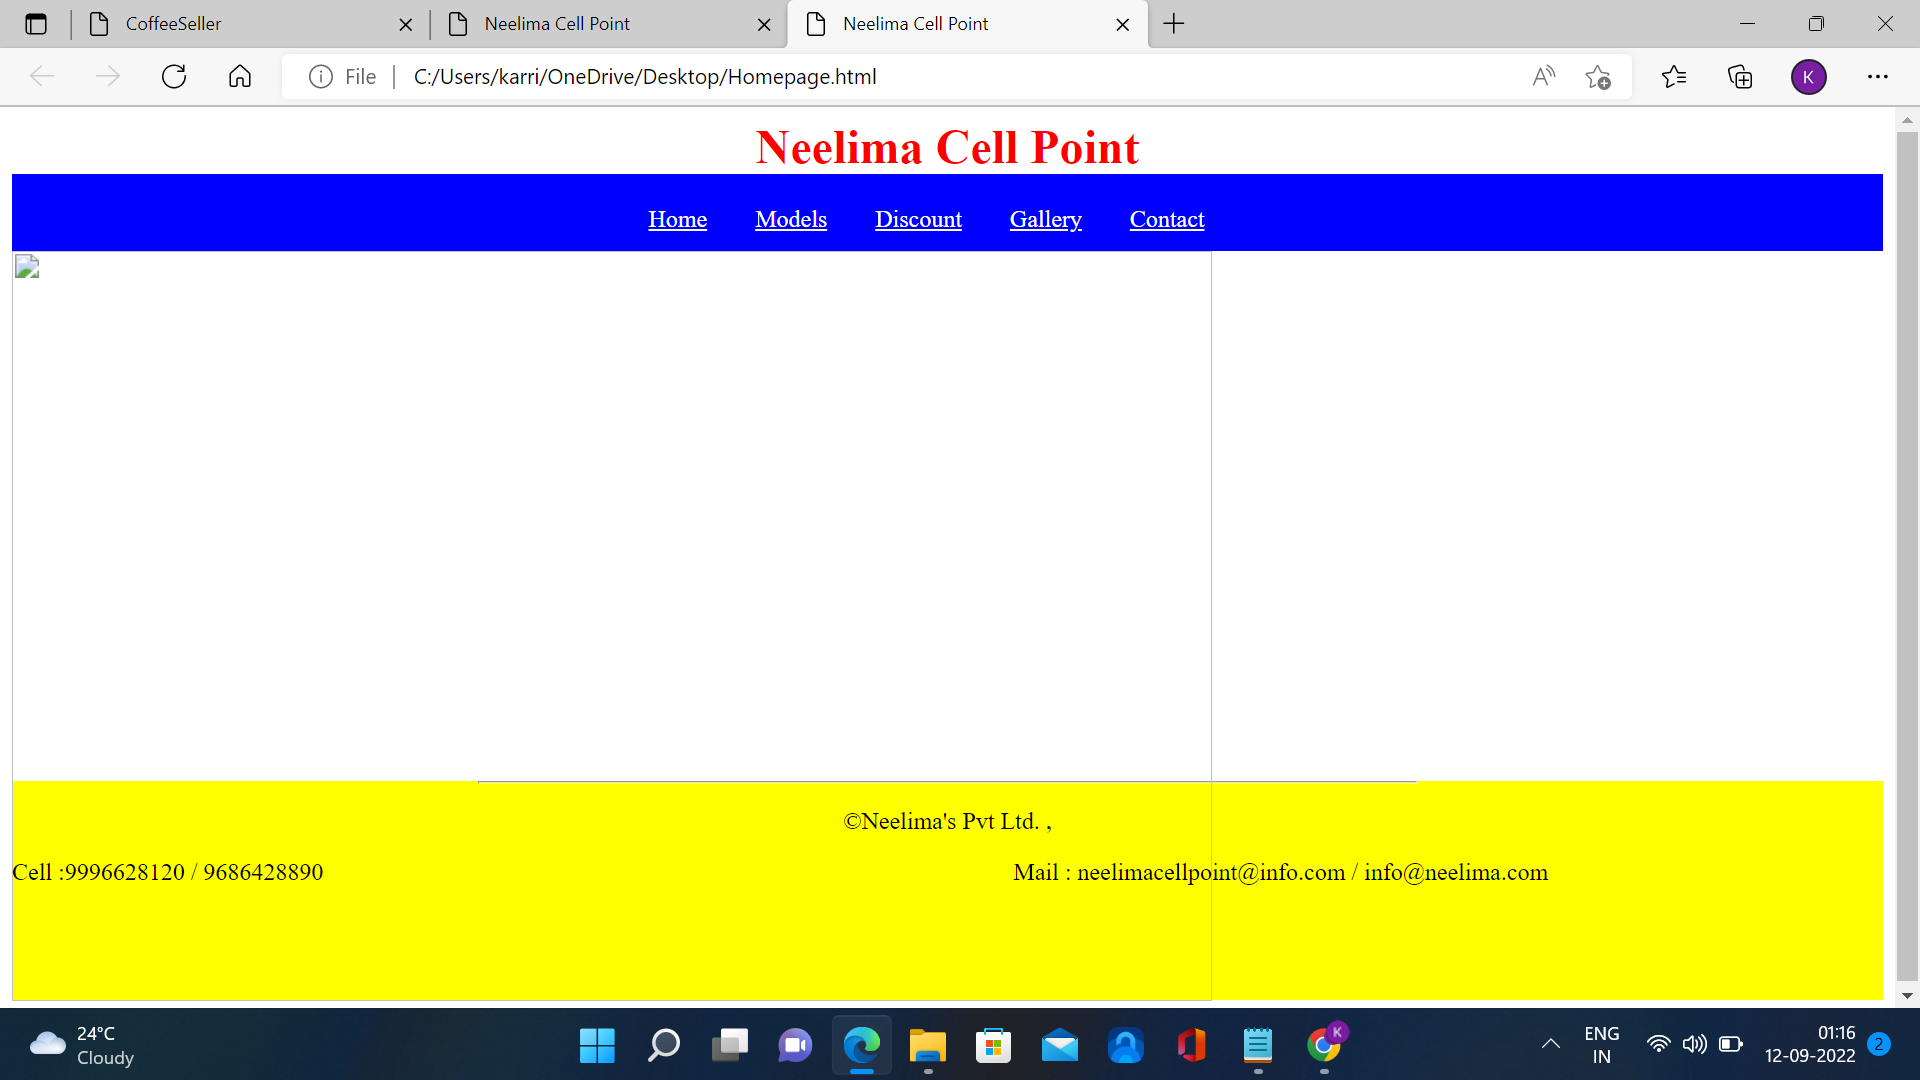 CoffeeSeller
Neelima Cell Point
Neelima Cell Point
File
C:/Users/karri/OneDrive/Desktop/Homepage.html
A
K
Neelima Cell Point
Home Models Discount Gallery Contact
©Neelima's Pvt Ltd. ,
Cell :9996628120 / 9686428890
Mail : neelimacellpoint@info.com / info@neelima.com
24°C
Cloudy
K
ENG
IN
01:16
12-09-2022
2